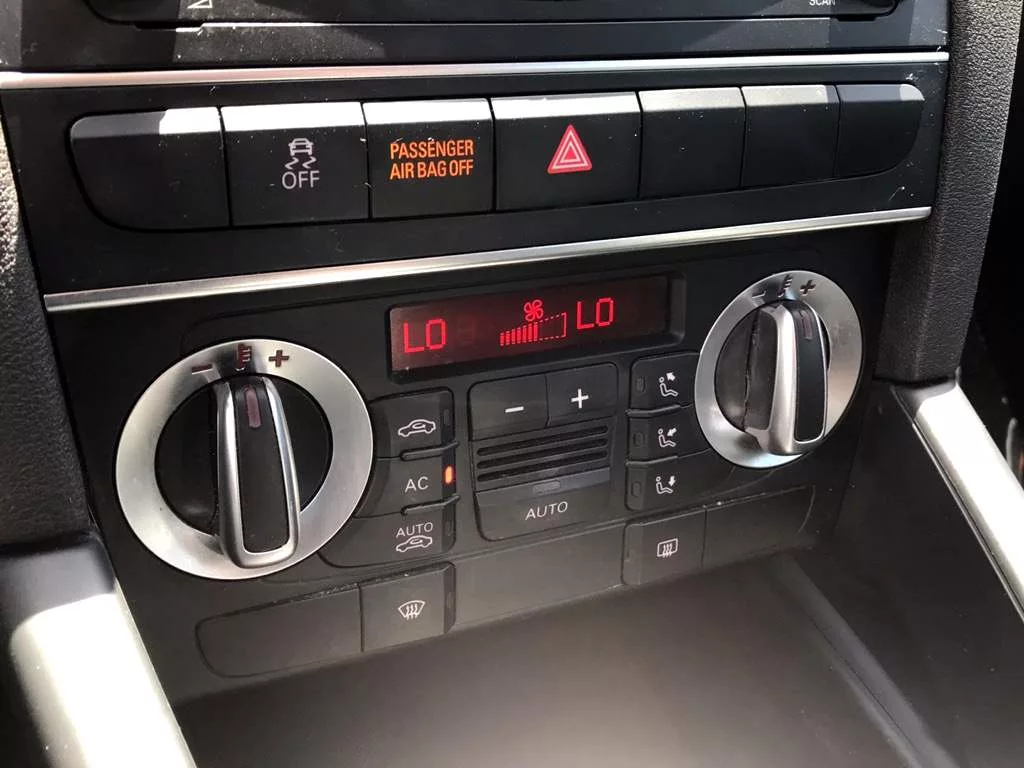 SCAN
OFF
PASSENGER
AIR BAG OFF
LO
LO
- +
- +
- +
AC
AUTO
AUTO